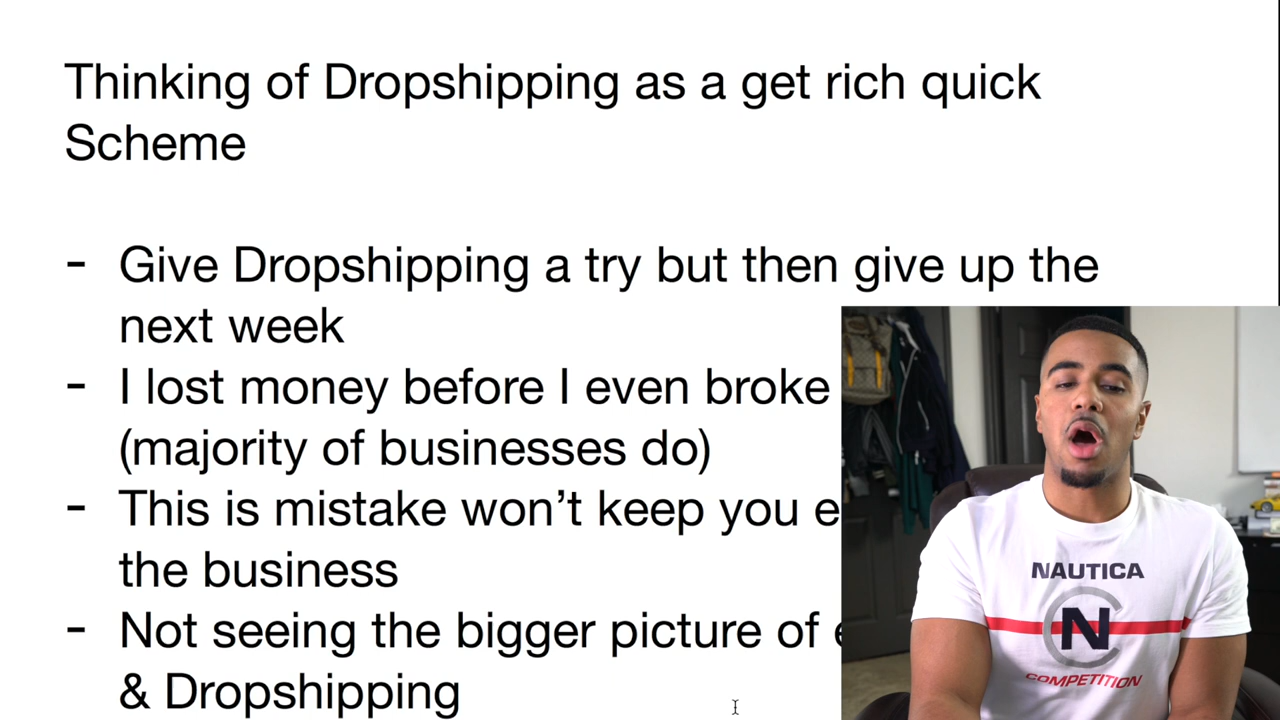 Thinking of Dropshipping as a get rich quick
Scheme
- Give Dropshipping a try but then give up the
next week
- I lost money before I even broke
(majority of businesses do)
- This is mistake won’t keep you
the business
- Not seeing the bigger picture of
& Dropshipping
NAUTICA
N
COMPETITION